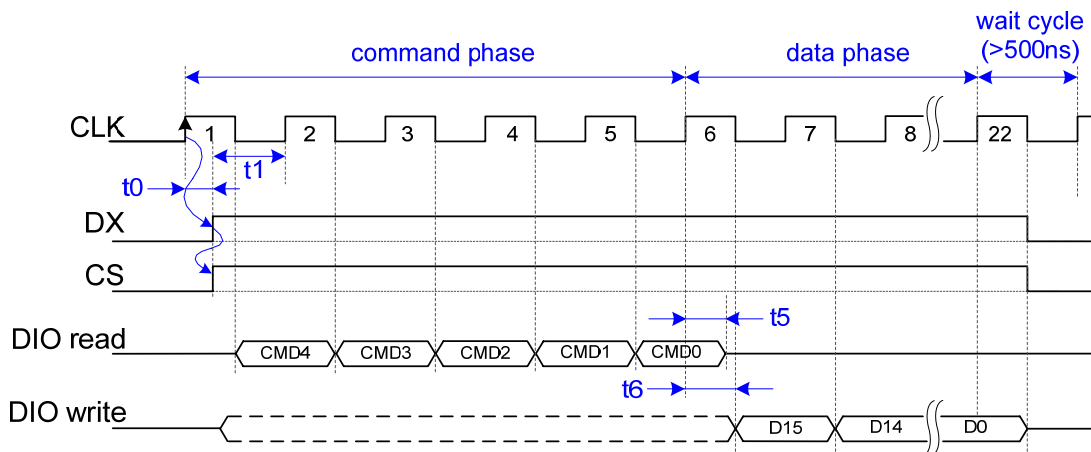 command phase
data phase
wait cycle
(>500ns)
CLK
1
2
3
4
5
6
7
8
22
t1
t0
DX
CS
t5
DIO read
CMD4
CMD3
CMD2
CMD1
CMD0
t6
DIO write
D15
D14
D0